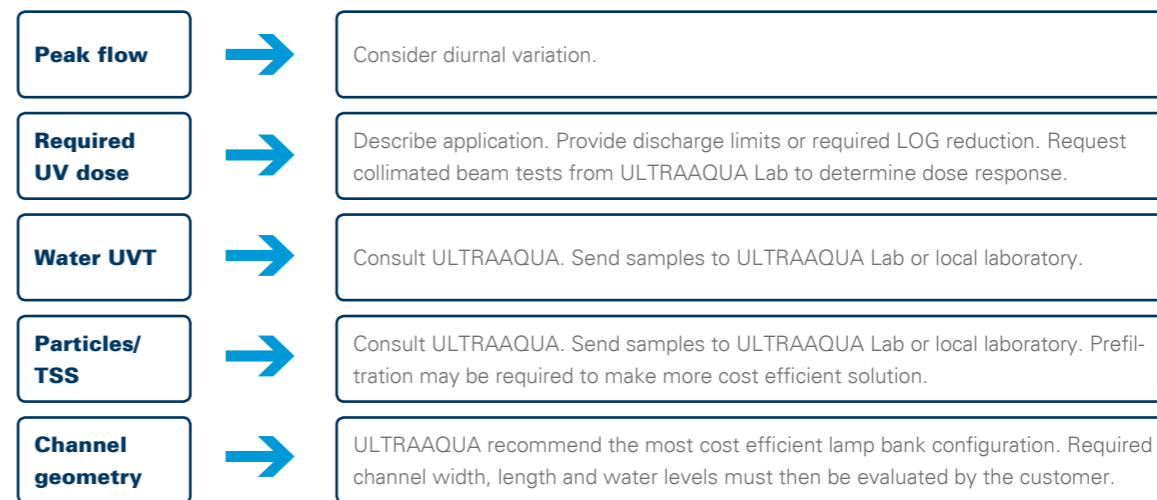 Peak flow
Consider diurnal variation.
Required
UV dose
Describe application. Provide discharge limits or required LOG reduction. Request
collimated beam tests from ULTRAAQUA Lab to determine dose response.
Water UVT
Consult ULTRAAQUA. Send samples to ULTRAAQUA Lab or local laboratory.
Particles/
TSS
Consult ULTRAAQUA. Send samples to ULTRAAQUA Lab or local laboratory. Prefil-
tration may be required to make more cost efficient solution.
Channel
geometry
ULTRAAQUA recommend the most cost efficient lamp bank configuration. Required
channel width, length and water levels must then be evaluated by the customer.